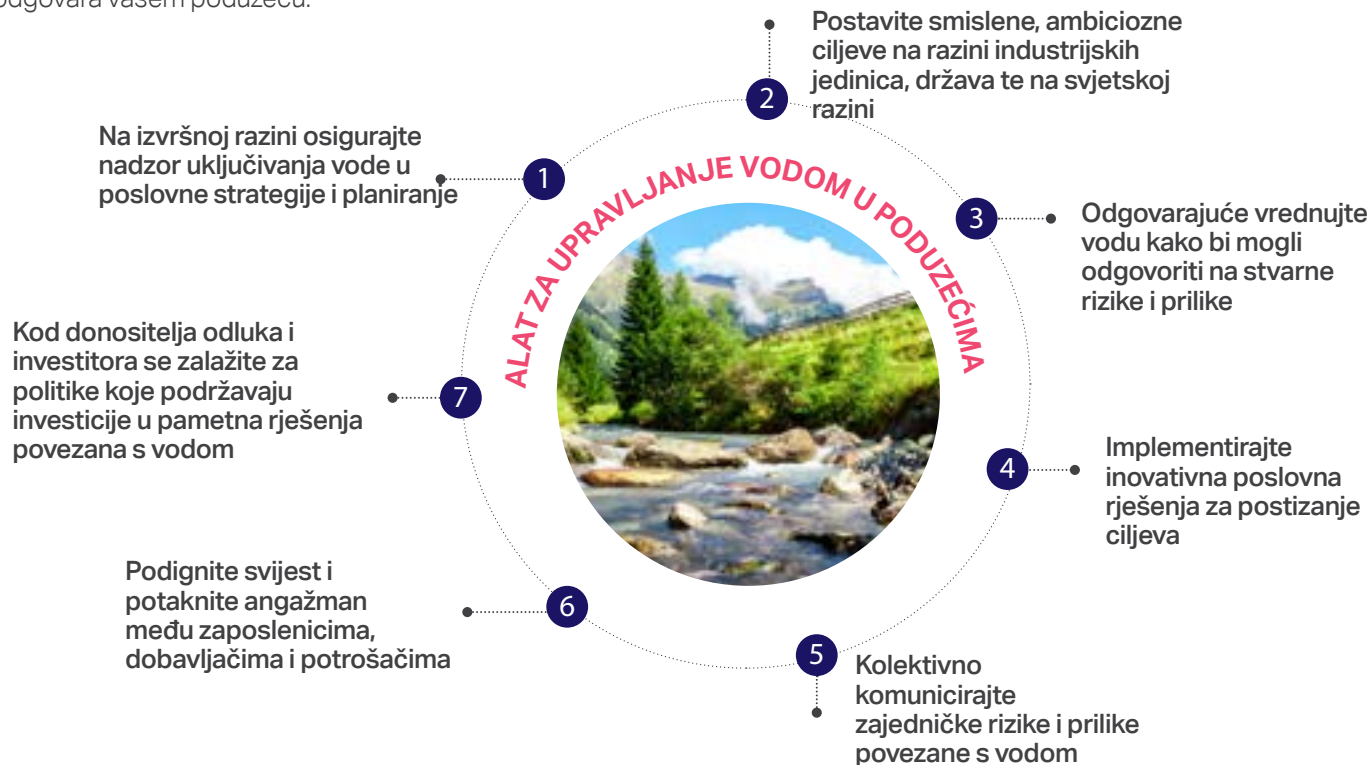 odgovara vašem poduzeću.
ALAT ZA UPRAVLJANJE VODOM U PODUZEĆIMA
1
Na izvršnoj razini osigurajte
nadzor uključivanja vode u
poslovne strategije i planiranje
2
Postavite smislene, ambiciozne
ciljeve na razini industrijskih
jedinica, država te na svjetskoj
razini
3
Odgovarajuće vrednujte
vodu kako bi mogli
odgovoriti na stvarne
rizike i prilike
4
Implementirajte
inovativna poslovna
rješenja za postizanje
ciljeva
5
Kolektivno
komunicirajte
zajedničke rizike i prilike
povezane s vodom
6
Podignite svijest i
potaknite angažman
među zaposlenicima,
dobavljačima i potrošačima
7
Kod donositelja odluka i
investitora se zalažite za
politike koje podržavaju
investicije u pametna rješenja
povezana s vodom